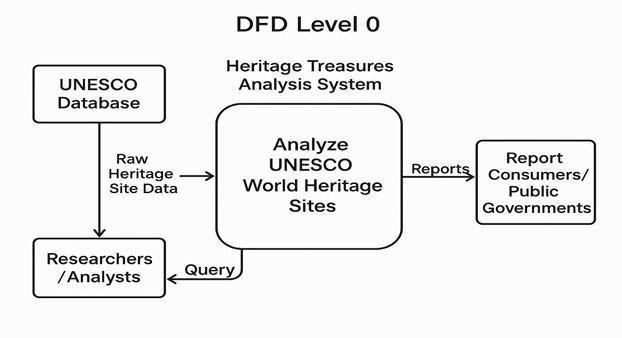 DFD Level 0
Heritage Treasures
Analysis System
UNESCO
Database
Raw
Heritage
Site Data
Analyze
UNESCO
World Heritage
Sites
Reports
Report
Consumers/
Public
Governments
Researchers
/Analysts
Query